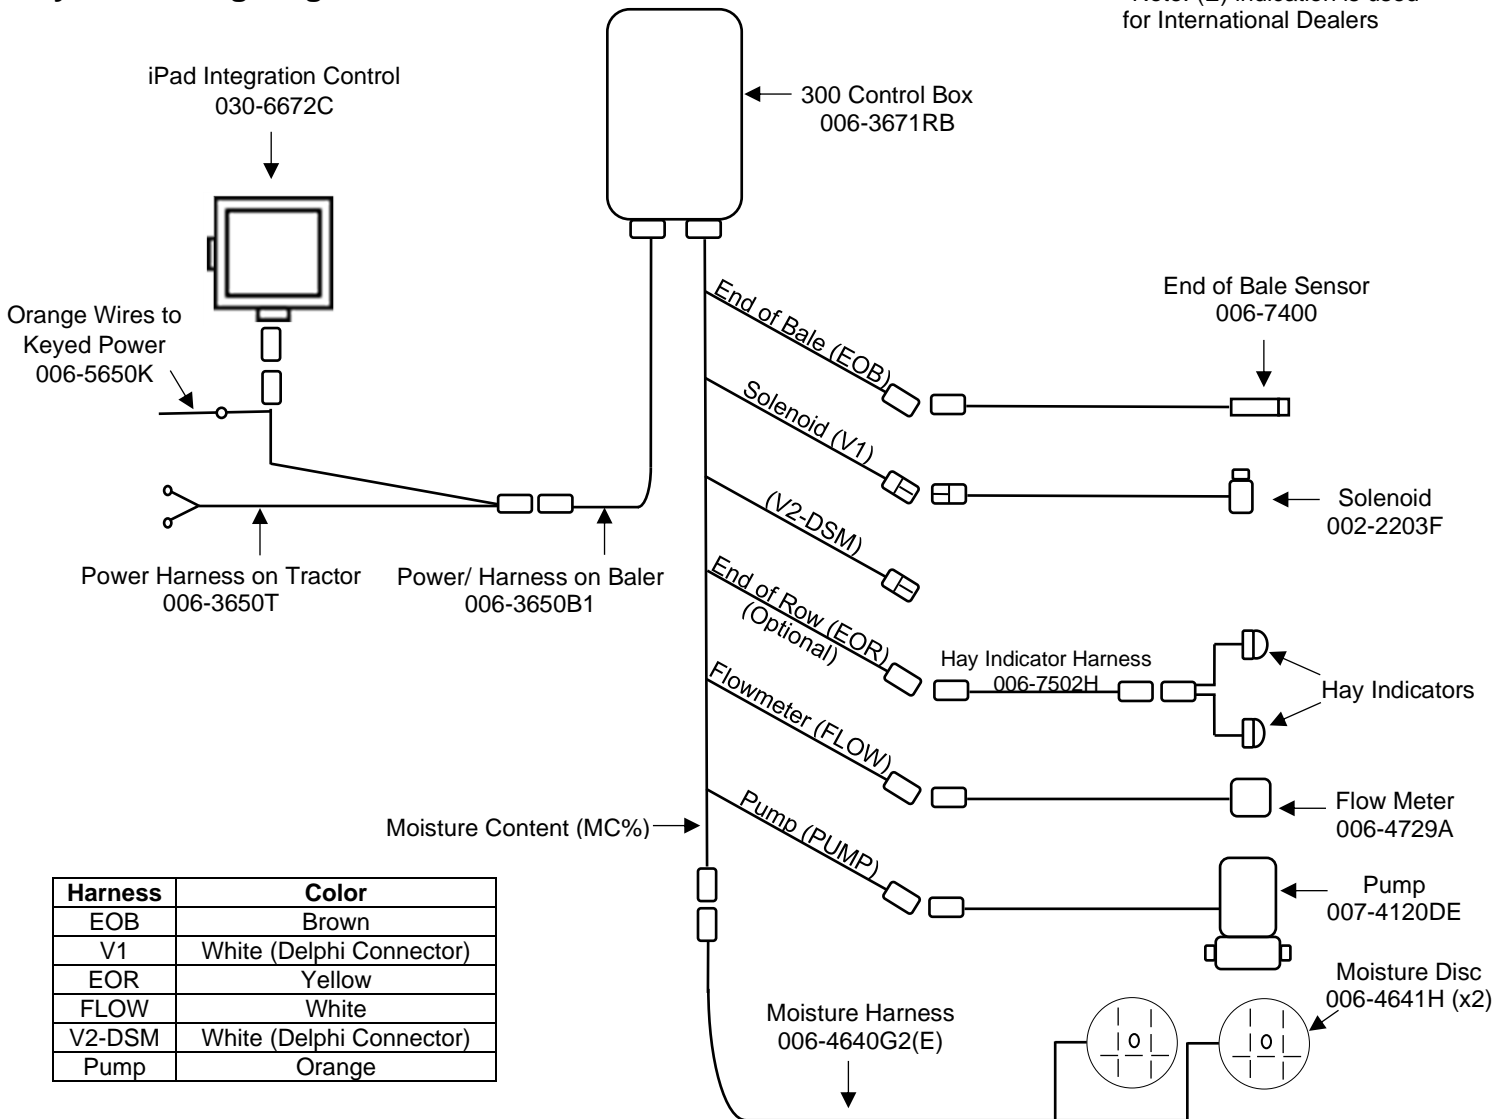 for International Dealers
iPad Integration Control
030-6672C
300 Control Box
006-3671RB
Orange Wires to
Keyed Power
006-5650K
End of Bale Sensor
006-7400
End of Bale (EOB)
Solenoid (V1)
Solenoid
002-2203F
(V2-DSM)
Power Harness on Tractor
006-3650T
Power/ Harness on Baler
006-3650B1
End of Row (EOR)
(Optional)
Hay Indicator Harness
006-7502H
Hay Indicators
Flowmeter (FLOW)
Flow Meter
006-4729A
Moisture Content (MC%)
Pump (PUMP)
Pump
007-4120DE
Harness Color
EOB Brown
V1 White (Delphi Connector)
EOR Yellow
FLOW White
V2-DSM White (Delphi Connector)
Pump Orange
Moisture Disc
006-4641H (x2)
Moisture Harness
006-4640G2(E)